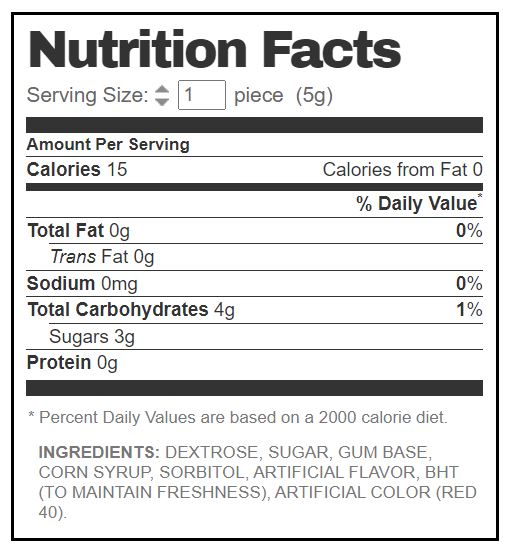 Nutrition Facts
Serving Size: 1 piece (5g)
Amount Per Serving
Calories 15 Calories from Fat 0
% Daily Value*
Total Fat 0g 0%
Trans Fat 0g
Sodium 0mg 0%
Total Carbohydrates 4g 1%
Sugars 3g
Protein 0g
* Percent Daily Values are based on a 2000 calorie diet.
INGREDIENTS: DEXTROSE, SUGAR, GUM BASE,
CORN SYRUP, SORBITOL, ARTIFICIAL FLAVOR, BHT
(TO MAINTAIN FRESHNESS), ARTIFICIAL COLOR (RED
40).